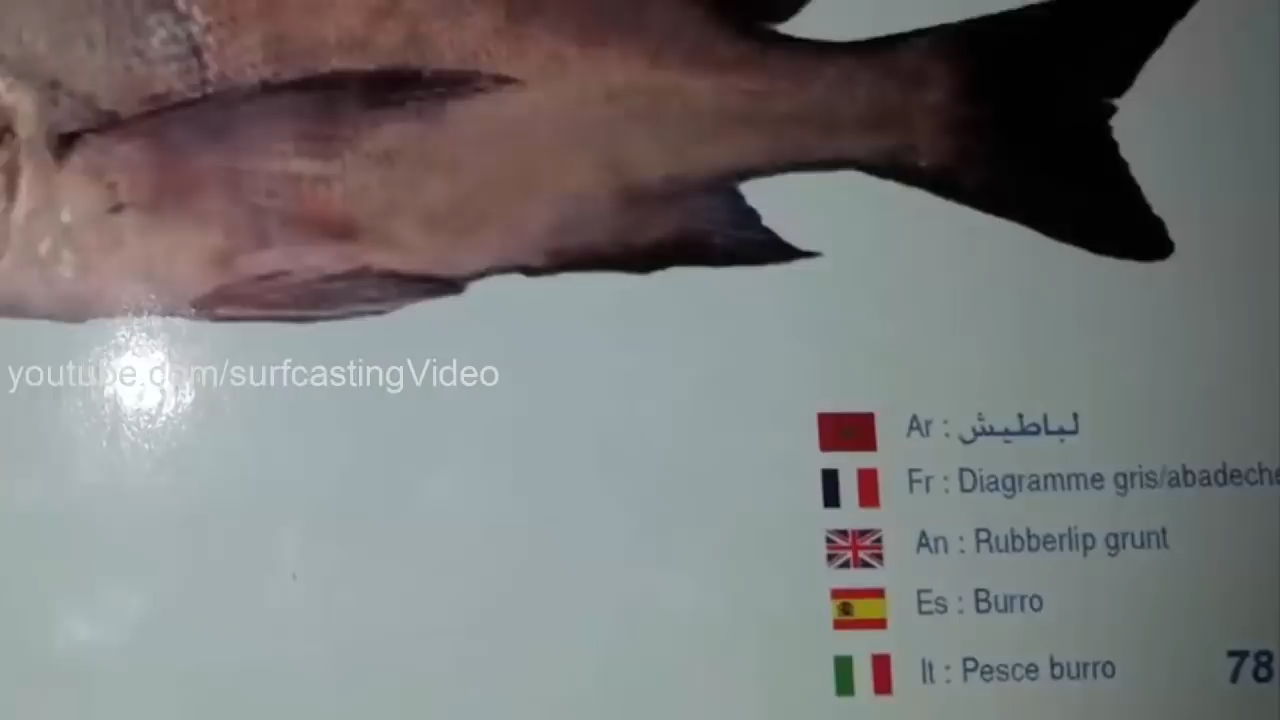 youtube.com/surfcastingVideo
Ar : لباطيش
Fr : Diagramme gris/abadeche
An : Rubberlip grunt
Es : Burro
It : Pesce burro
78